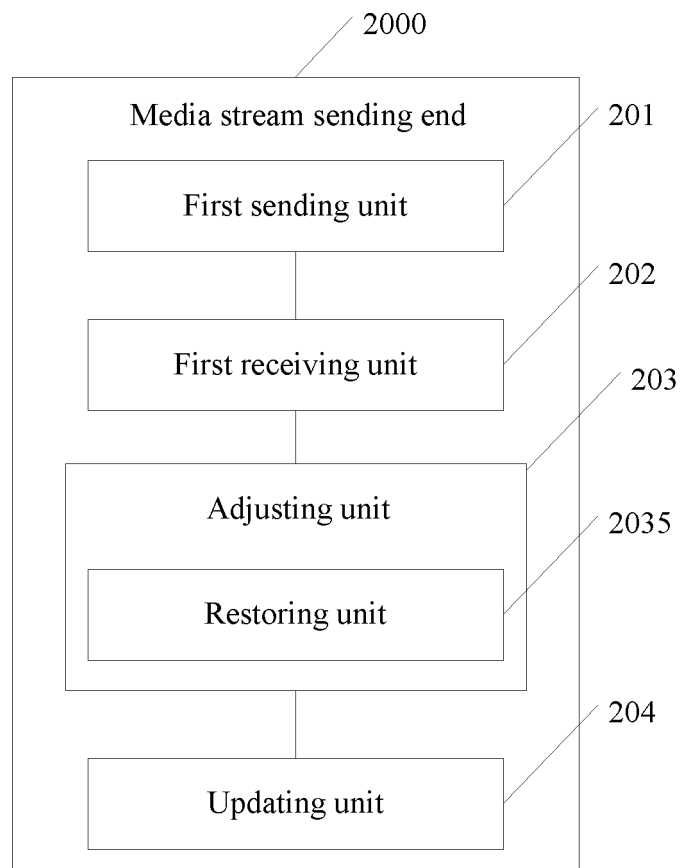 2000
Media stream sending end
201
First sending unit
202
First receiving unit
203
Adjusting unit
2035
Restoring unit
204
Updating unit